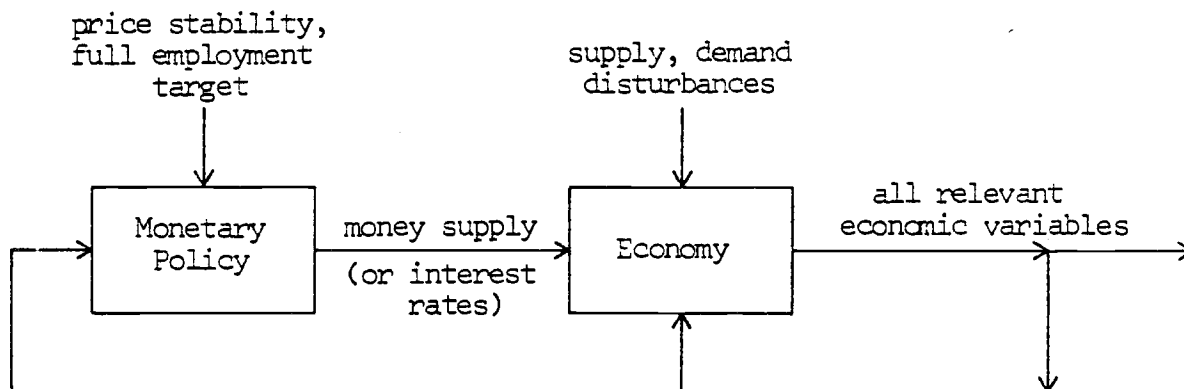 price stability,
full employment
target
supply, demand
disturbances
Monetary
Policy
money supply
(or interest
rates)
Economy
all relevant
economic variables